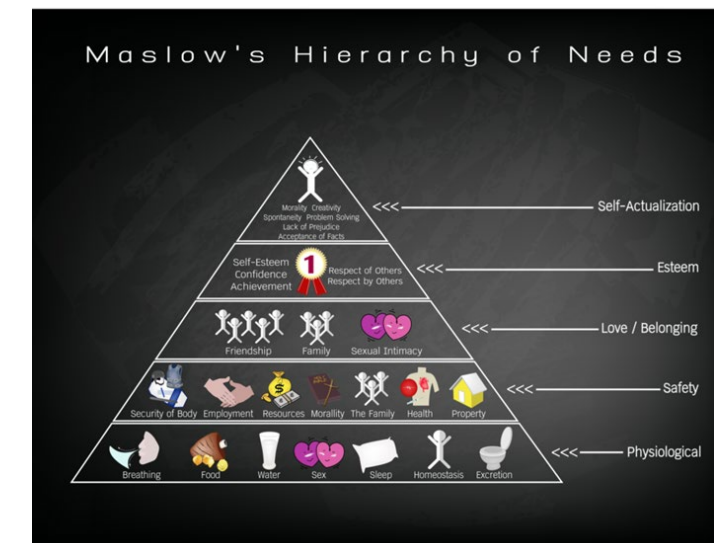 Maslow's Hierarchy of Needs
Morality Creativity
Spontaneity Problem Solving
Lack of Prejudice
Acceptance of Facts
<<< Self-Actualization
Self-Esteem
Confidence
Achievement
1
Respect of Others
Respect by Others
<<< Esteem
Friendship Family Sexual Intimacy
<<< Love / Belonging
Security of Body Employment Resources Morallity The Family Health Property
<<< Safety
Breathing Food Water Sex Sleep Homeostasis Excretion
<<< Physiological